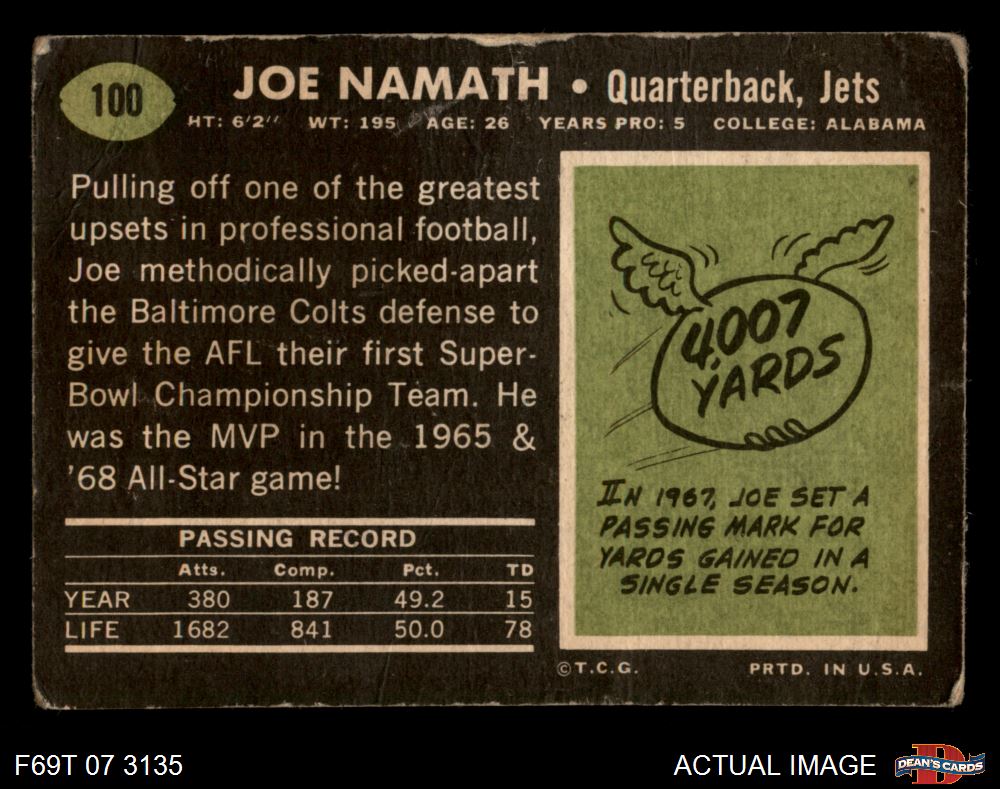 100
JOE NAMATH • Quarterback, Jets
HT: 6'2" WT: 195 AGE: 26 YEARS PRO: 5 COLLEGE: ALABAMA
Pulling off one of the greatest
upsets in professional football,
Joe methodically picked-apart
the Baltimore Colts defense to
give the AFL their first Super-
Bowl Championship Team. He
was the MVP in the 1965 &
'68 All-Star game!
PASSING RECORD
Atts. Comp. Pct. TD
YEAR 380 187 49.2 15
LIFE 1682 841 50.0 78
4,007
YARDS
IN 1967, JOE SET A
PASSING MARK FOR
YARDS GAINED IN A
SINGLE SEASON.
©T.C.G. PRTD. IN U.S.A.
F69T 07 3135
ACTUAL IMAGE
D
DEAN'S CARDS